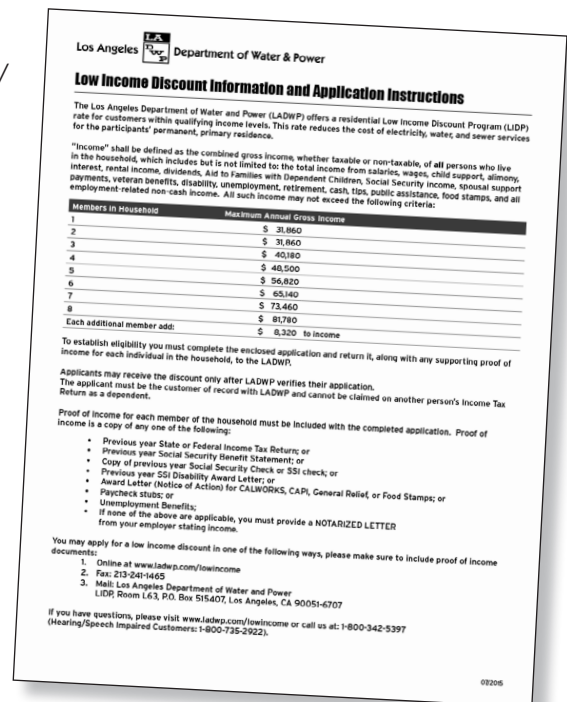 Los Angeles LA DWP Department of Water & Power
Low Income Discount Information and Application Instructions
The Los Angeles Department of Water and Power (LADWP) offers a residential Low Income Discount Program (LIDP)
rate for customers within qualifying income levels. This rate reduces the cost of electricity, water, and sewer services
for the participants' permanent, primary residence.
"Income" shall be defined as the combined gross income, whether taxable or non-taxable, of all persons who live
in the household, which includes but is not limited to: the total income from salaries, wages, child support, alimony,
interest, rental income, dividends, Aid to Families with Dependent Children, Social Security income, spousal support
payments, veteran benefits, disability, unemployment, retirement, cash, tips, public assistance, food stamps, and all
employment-related non-cash income. All such income may not exceed the following criteria:
Members in Household Maximum Annual Gross Income
1 $ 31,860
2 $ 31,860
3 $ 40,180
4 $ 48,500
5 $ 56,820
6 $ 65,140
7 $ 73,460
8 $ 81,780
Each additional member add: $ 8,320 to income
To establish eligibility you must complete the enclosed application and return it, along with any supporting proof of
income for each individual in the household, to the LADWP.
Applicants may receive the discount only after LADWP verifies their application.
The applicant must be the customer of record with LADWP and cannot be claimed on another person's Income Tax
Return as a dependent.
Proof of income for each member of the household must be included with the completed application. Proof of
income is a copy of any one of the following:
• Previous year State or Federal Income Tax Return; or
• Previous year Social Security Benefit Statement; or
• Copy of previous year Social Security Check or SSI check; or
• Previous year SSI Disability Award Letter; or
• Award Letter (Notice of Action) for CALWORKS, CAPI, General Relief, or Food Stamps; or
• Paycheck stubs; or
• Unemployment Benefits;
• If none of the above are applicable, you must provide a NOTARIZED LETTER
from your employer stating income.
You may apply for a low income discount in one of the following ways, please make sure to include proof of income
documents:
1. Online at www.ladwp.com/lowincome
2. Fax: 213-241-1465
3. Mail: Los Angeles Department of Water and Power
LIDP, Room L63, P.O. Box 515407, Los Angeles, CA 90051-6707
If you have questions, please visit www.ladwp.com/lowincome or call us at: 1-800-342-5397
(Hearing/Speech Impaired Customers: 1-800-735-2922).
07/2015